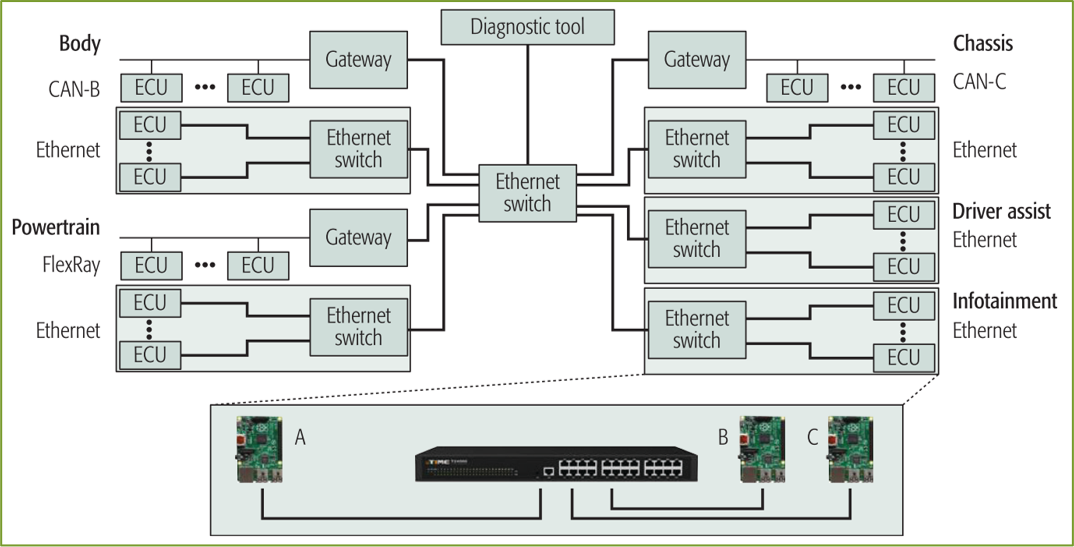 Diagnostic tool
Body
Gateway
CAN-B
ECU
ECU
Ethernet
ECU
ECU
Ethernet
switch
Powertrain
Gateway
FlexRay
ECU
ECU
Ethernet
ECU
ECU
Ethernet
switch
Ethernet
switch
Gateway
Chassis
ECU
ECU
CAN-C
Ethernet
switch
ECU
ECU
Ethernet
Ethernet
switch
ECU
ECU
Driver assist
Ethernet
Ethernet
switch
ECU
ECU
Infotainment
Ethernet
A
B
C